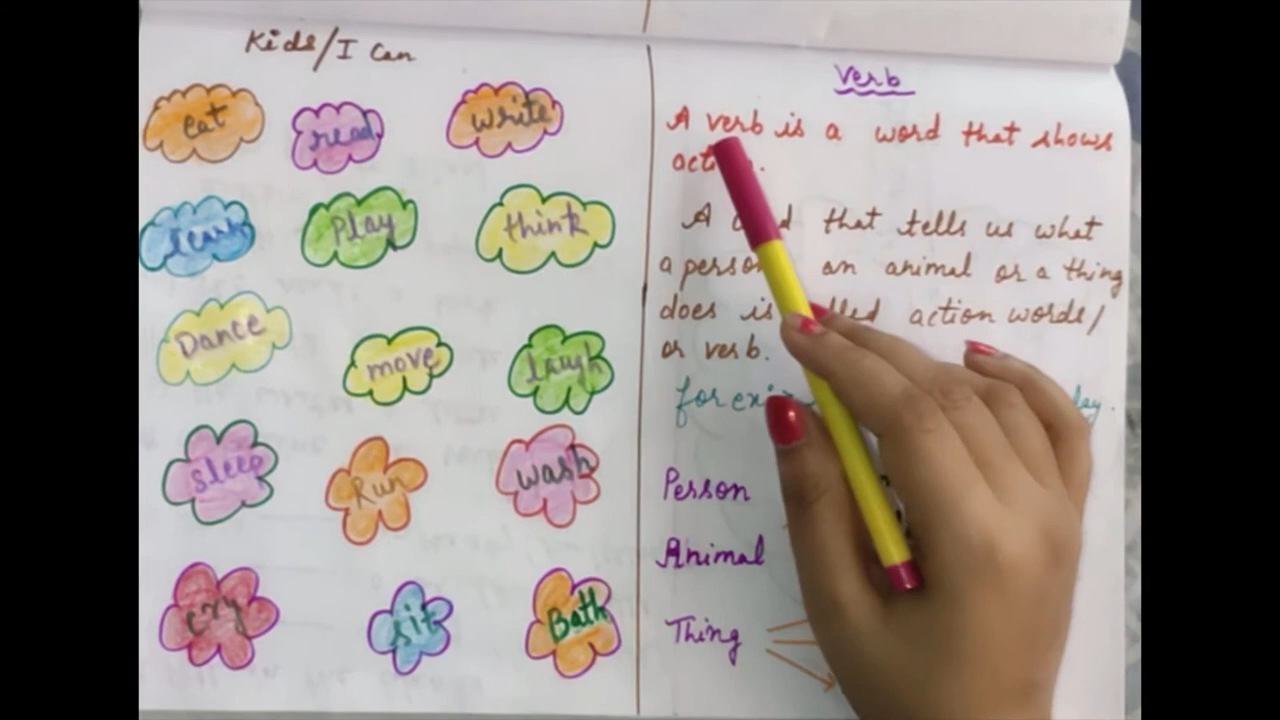 Kids/I Can
eat read write
learn Play think
Dance move laugh
sleep Run wash
cry sit Bath
Verb
A verb is a word that shows
A that tells us what
a person an animal or a thing
does is action words/
or verb.
for
Person
Animal
Thing